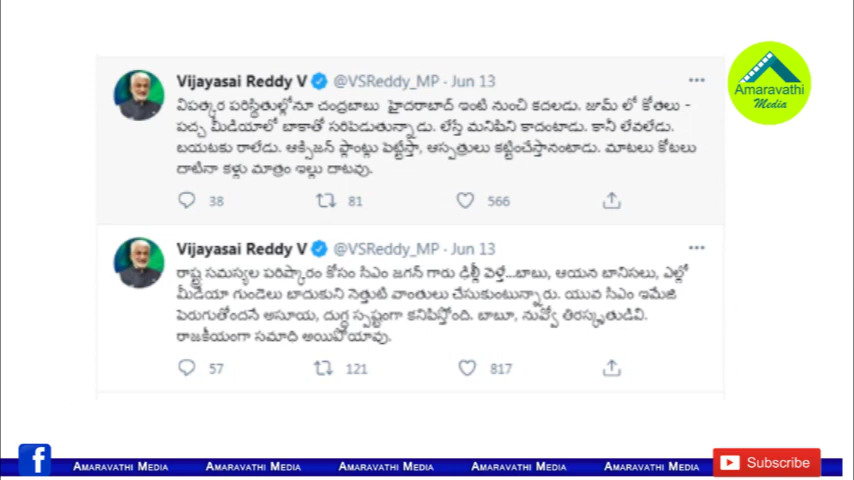 Vijayasai Reddy V @VSReddy_MP · Jun 13 ···
విపత్కర పరిస్థితుల్లోనూ చంద్రబాబు హైదరాబాద్ ఇంటి నుంచి కదలడు. జూమ్ లో కోతలు -
పచ్చ మీడియాలో బాకాతో సరిపెడుతున్నాడు. లేస్తే మనిషిని కాదంటాడు. కానీ లేవలేడు.
బయటకు రాలేడు. ఆక్సిజన్ ప్లాంట్లు పెట్టేస్తా, ఆస్పత్రులు కట్టించేస్తానంటాడు. మాటలు కోటలు
దాటినా కళ్లు మాత్రం ఇల్లు దాటవు.
38 81 566
Vijayasai Reddy V @VSReddy_MP · Jun 13 ···
రాష్ట్ర సమస్యల పరిష్కారం కోసం సిఎం జగన్ గారు ఢిల్లీ వెళ్తే...బాబు, ఆయన బానిసలు, ఎల్లో
మీడియా గుండెలు బాదుకుని నెత్తుటి వాంతులు చేసుకుంటున్నారు. యువ సిఎం ఇమేజి
పెరుగుతోందనే అసూయ, దుగ్ధ స్పష్టంగా కనిపిస్తోంది. బాబూ, నువ్వో తిరస్కృతుడివి.
రాజకీయంగా సమాధి అయిపోయావు.
57 121 817
Amaravathi
Media
f AMARAVATHI MEDIA AMARAVATHI MEDIA AMARAVATHI MEDIA AMARAVATHI MEDIA AMARAVATHI MEDIA Subscribe